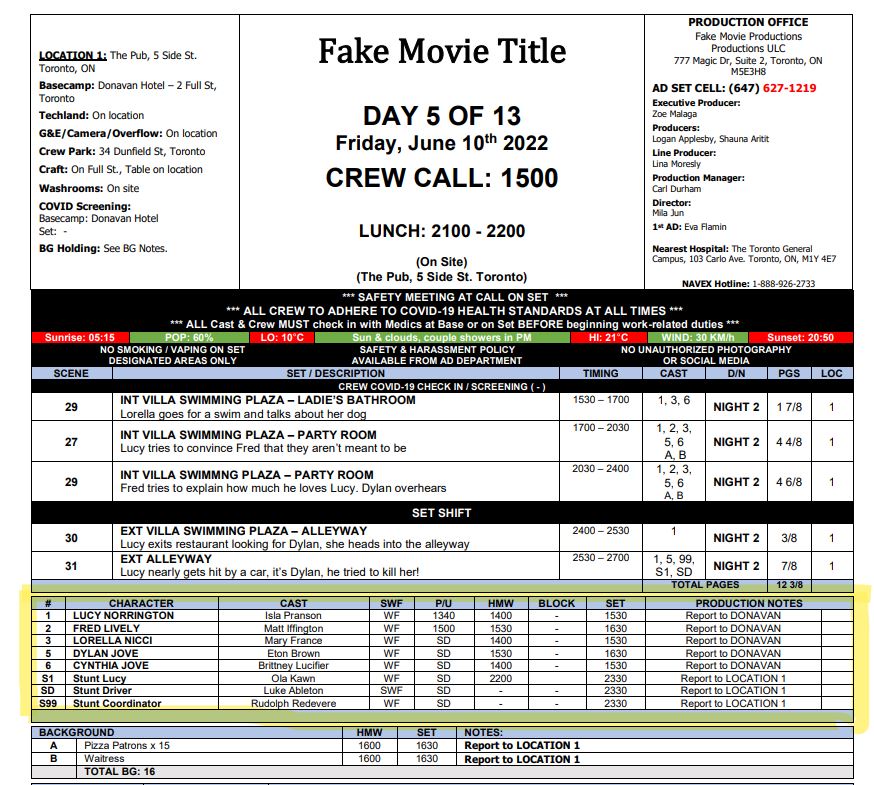 LOCATION 1: The Pub, 5 Side St.
Toronto, ON
Basecamp: Donavan Hotel – 2 Full St,
Toronto
Techland: On location
G&E/Camera/Overflow: On location
Crew Park: 34 Dunfield St, Toronto
Craft: On Full St., Table on location
Washrooms: On site
COVID Screening:
Basecamp: Donavan Hotel
Set: -
BG Holding: See BG Notes.
Fake Movie Title
DAY 5 OF 13
Friday, June 10th 2022
CREW CALL: 1500
LUNCH: 2100 - 2200
(On Site)
(The Pub, 5 Side St. Toronto)
PRODUCTION OFFICE
Fake Movie Productions
Productions ULC
777 Magic Dr, Suite 2, Toronto, ON
M5E3H8
AD SET CELL: (647) 627-1219
Executive Producer:
Zoe Malaga
Producers:
Logan Applesby, Shauna Aritit
Line Producer:
Lina Moresly
Production Manager:
Carl Durham
Director:
Mila Jun
1st AD: Eva Flamin
Nearest Hospital: The Toronto General
Campus, 103 Carlo Ave. Toronto, ON, M1Y 4E7
NAVEX Hotline: 1-888-926-2733
*** SAFETY MEETING AT CALL ON SET ***
*** ALL CREW TO ADHERE TO COVID-19 HEALTH STANDARDS AT ALL TIMES ***
*** ALL Cast & Crew MUST check in with Medics at Base or on Set BEFORE beginning work-related duties ***
Sunrise: 05:15 POP: 60% LO: 10°C Sun & clouds, couple showers in PM HI: 21°C WIND: 30 KM/h Sunset: 20:50
NO SMOKING / VAPING ON SET SAFETY & HARASSMENT POLICY NO UNAUTHORIZED PHOTOGRAPHY
DESIGNATED AREAS ONLY AVAILABLE FROM AD DEPARTMENT OR SOCIAL MEDIA
SCENE SET / DESCRIPTION TIMING CAST D/N PGS LOC
CREW COVID-19 CHECK IN / SCREENING ( - )
29 INT VILLA SWIMMING PLAZA – LADIE'S BATHROOM 1530 – 1700 1, 3, 6 NIGHT 2 1 7/8 1
Lorella goes for a swim and talks about her dog
27 INT VILLA SWIMMING PLAZA – PARTY ROOM 1700 – 2030 1, 2, 3, 5, 6 A, B NIGHT 2 4 4/8 1
Lucy tries to convince Fred that they aren't meant to be
29 INT VILLA SWIMMNG PLAZA – PARTY ROOM 2030 – 2400 1, 2, 3, 5, 6 A, B NIGHT 2 4 6/8 1
Fred tries to explain how much he loves Lucy. Dylan overhears
SET SHIFT
30 EXT VILLA SWIMMING PLAZA – ALLEYWAY 2400 – 2530 1 NIGHT 2 3/8 1
Lucy exits restaurant looking for Dylan, she heads into the alleyway
31 EXT ALLEYWAY 2530 – 2700 1, 5, 99, S1, SD NIGHT 2 7/8 1
Lucy nearly gets hit by a car, it's Dylan, he tried to kill her!
TOTAL PAGES 12 3/8
# CHARACTER CAST SWF P/U HMW BLOCK SET PRODUCTION NOTES
1 LUCY NORRINGTON Isla Pranson WF 1340 1400 - 1530 Report to DONAVAN
2 FRED LIVELY Matt Iffington WF 1500 1530 - 1630 Report to DONAVAN
3 LORELLA NICCI Mary France WF SD 1400 - 1530 Report to DONAVAN
5 DYLAN JOVE Eton Brown WF SD 1530 - 1630 Report to DONAVAN
6 CYNTHIA JOVE Brittney Lucifier WF SD 1400 - 1530 Report to DONAVAN
S1 Stunt Lucy Ola Kawn WF SD 2200 - 2330 Report to LOCATION 1
SD Stunt Driver Luke Ableton SWF SD - - 2330 Report to LOCATION 1
S99 Stunt Coordinator Rudolph Redevere WF SD - - 2330 Report to LOCATION 1
BACKGROUND HMW SET NOTES:
A Pizza Patrons x 15 1600 1630 Report to LOCATION 1
B Waitress 1600 1630 Report to LOCATION 1
TOTAL BG: 16